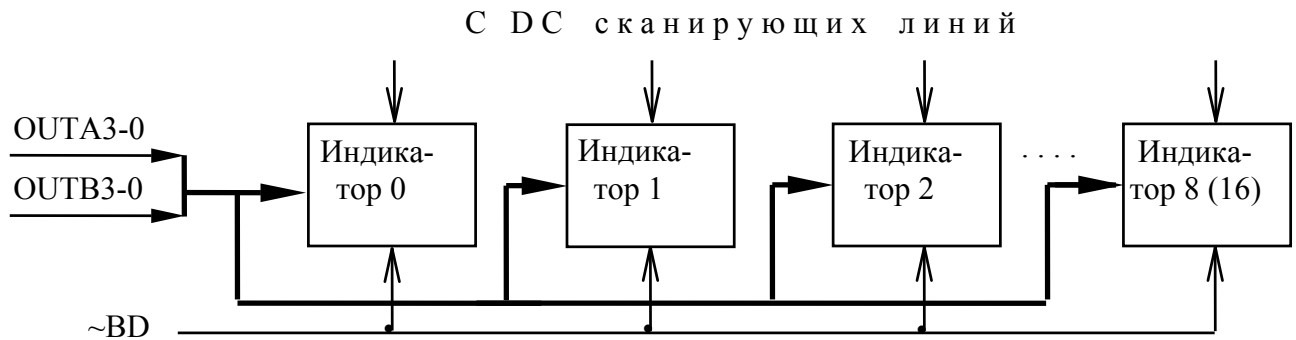 С DC сканирующих линий
OUTA3-0
OUTB3-0
Индика-
тор 0
Индика-
тор 1
Индика-
тор 2
. . . .
Индика-
тор 8 (16)
~BD